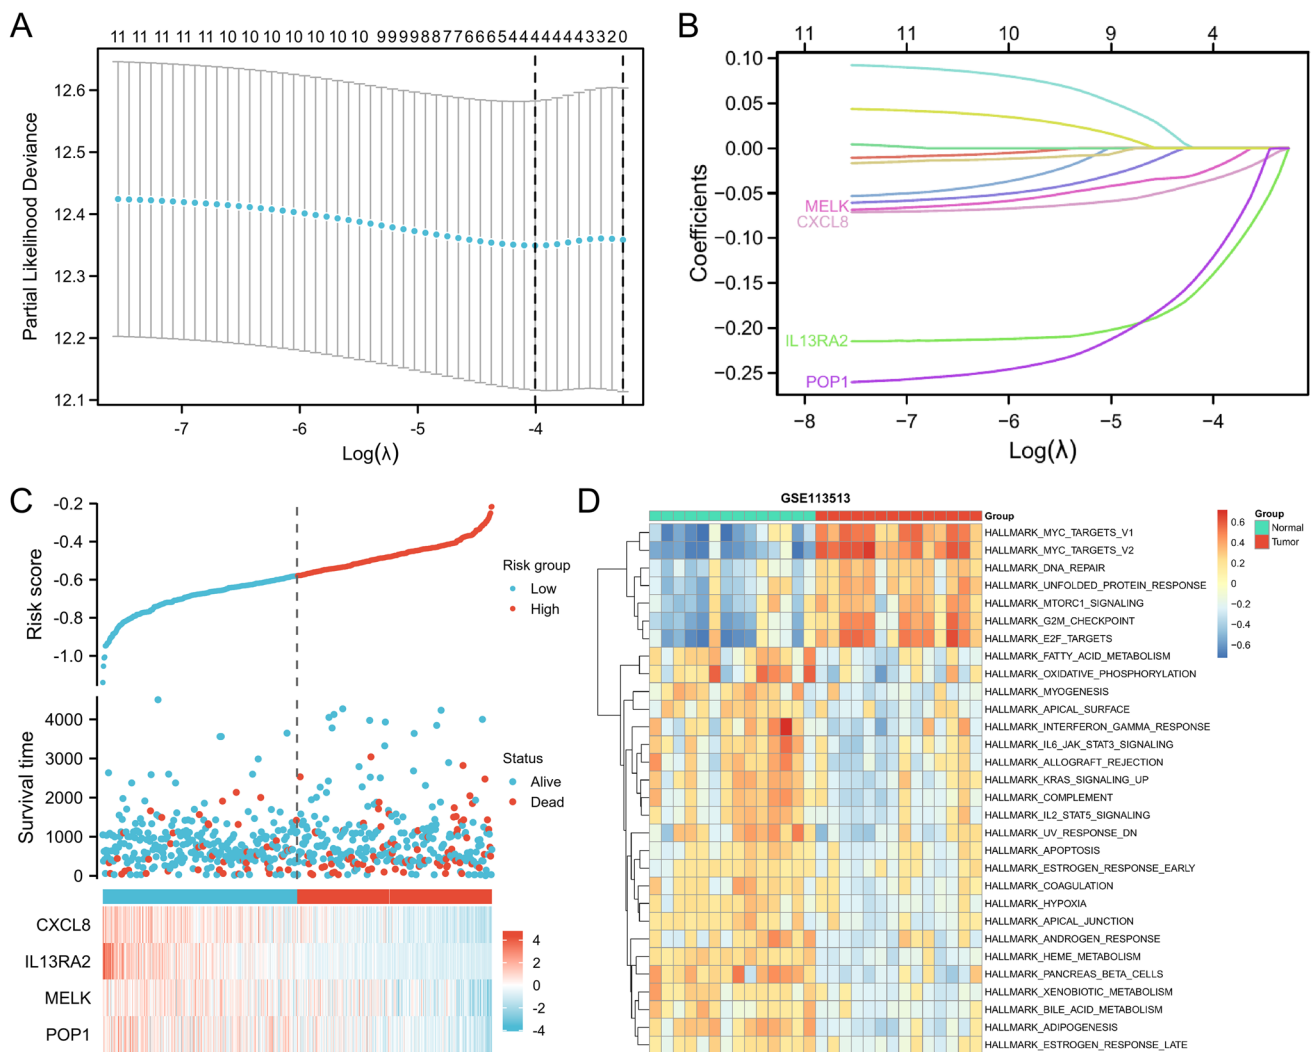 A
11 11 11 11 11 10 10 10 10 10 10 10 9 9 9 9 8 8 7 7 6 6 6 5 4 4 4 4 4 4 4 3 3 2 0
Partial Likelihood Deviance
12.6
12.5
12.4
12.3
12.2
12.1
-7 -6 -5 -4
Log(λ)
B
11 11 10 9 4
Coefficients
0.10
0.05
0.00
−0.05
−0.10
−0.15
−0.20
−0.25
MELK
CXCL8
IL13RA2
POP1
−8 −7 −6 −5 −4
Log(λ)
C
Risk score
-0.2
-0.4
-0.6
-0.8
-1.0
Risk group
Low
High
Survival time
4000
3000
2000
1000
0
Status
Alive
Dead
CXCL8
IL13RA2
MELK
POP1
4
2
0
-2
-4
D
GSE113513
Group
HALLMARK_MYC_TARGETS_V1
HALLMARK_MYC_TARGETS_V2
HALLMARK_DNA_REPAIR
HALLMARK_UNFOLDED_PROTEIN_RESPONSE
HALLMARK_MTORC1_SIGNALING
HALLMARK_G2M_CHECKPOINT
HALLMARK_E2F_TARGETS
HALLMARK_FATTY_ACID_METABOLISM
HALLMARK_OXIDATIVE_PHOSPHORYLATION
HALLMARK_MYOGENESIS
HALLMARK_APICAL_SURFACE
HALLMARK_INTERFERON_GAMMA_RESPONSE
HALLMARK_IL6_JAK_STAT3_SIGNALING
HALLMARK_ALLOGRAFT_REJECTION
HALLMARK_KRAS_SIGNALING_UP
HALLMARK_COMPLEMENT
HALLMARK_IL2_STAT5_SIGNALING
HALLMARK_UV_RESPONSE_DN
HALLMARK_APOPTOSIS
HALLMARK_ESTROGEN_RESPONSE_EARLY
HALLMARK_COAGULATION
HALLMARK_HYPOXIA
HALLMARK_APICAL_JUNCTION
HALLMARK_ANDROGEN_RESPONSE
HALLMARK_HEME_METABOLISM
HALLMARK_PANCREAS_BETA_CELLS
HALLMARK_XENOBIOTIC_METABOLISM
HALLMARK_BILE_ACID_METABOLISM
HALLMARK_ADIPOGENESIS
HALLMARK_ESTROGEN_RESPONSE_LATE
0.6
0.4
0.2
0
−0.2
−0.4
−0.6
Group
Normal
Tumor